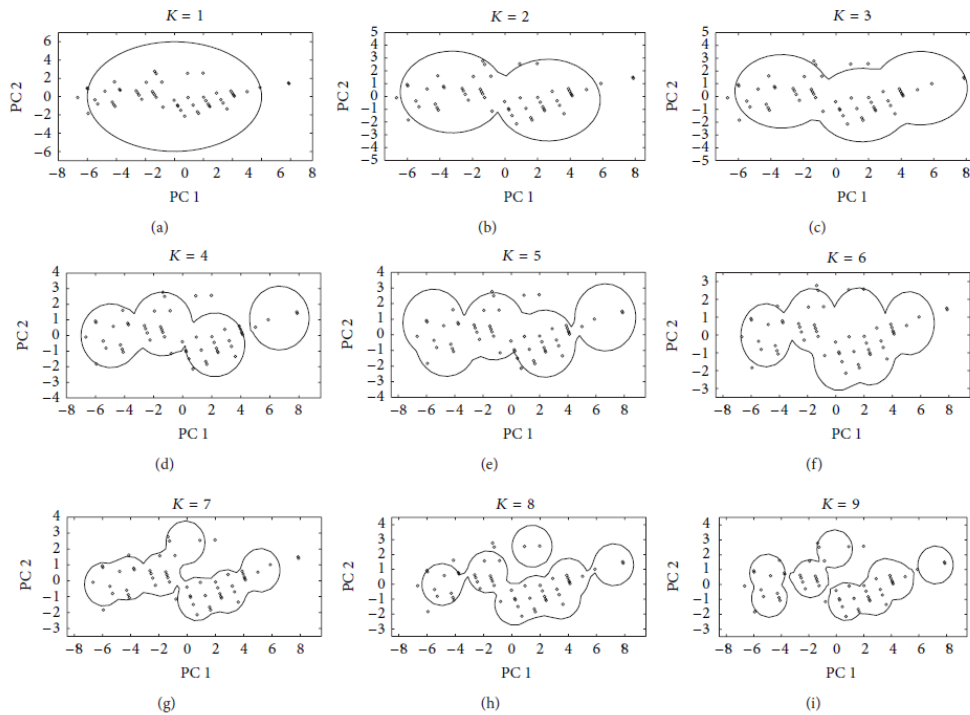 K = 1
K = 2
K = 3
6
4
2
0
−2
−4
−6
PC 2
−8 −6 −4 −2 0 2 4 6 8
PC 1
(a)
5
4
3
2
1
0
−1
−2
−3
4
5
PC 2
−8 −6 −4 −2 0 2 4 6 8
PC 1
(b)
5
4
3
2
1
0
−1
−2
−3
4
5
PC 2
−8 −6 −4 −2 0 2 4 6 8
PC 1
(c)
K = 4
K = 5
K = 6
4
3
2
1
0
−1
−2
−3
−4
PC 2
−8 −6 −4 −2 0 2 4 6 8
PC 1
(d)
4
3
2
1
0
−1
−2
−3
−4
PC 2
−8 −6 −4 −2 0 2 4 6 8
PC 1
(e)
3
2
1
0
−1
−2
−3
PC 2
−8 −6 −4 −2 0 2 4 6 8
PC 1
(f)
K = 7
K = 8
K = 9
4
3
2
1
0
−1
−2
−3
PC 2
−8 −6 −4 −2 0 2 4 6 8
PC 1
(g)
4
3
2
1
0
−1
−2
−3
PC 2
−8 −6 −4 −2 0 2 4 6 8
PC 1
(h)
4
3
2
1
0
−1
−2
−3
PC 2
−8 −6 −4 −2 0 2 4 6 8
PC 1
(i)